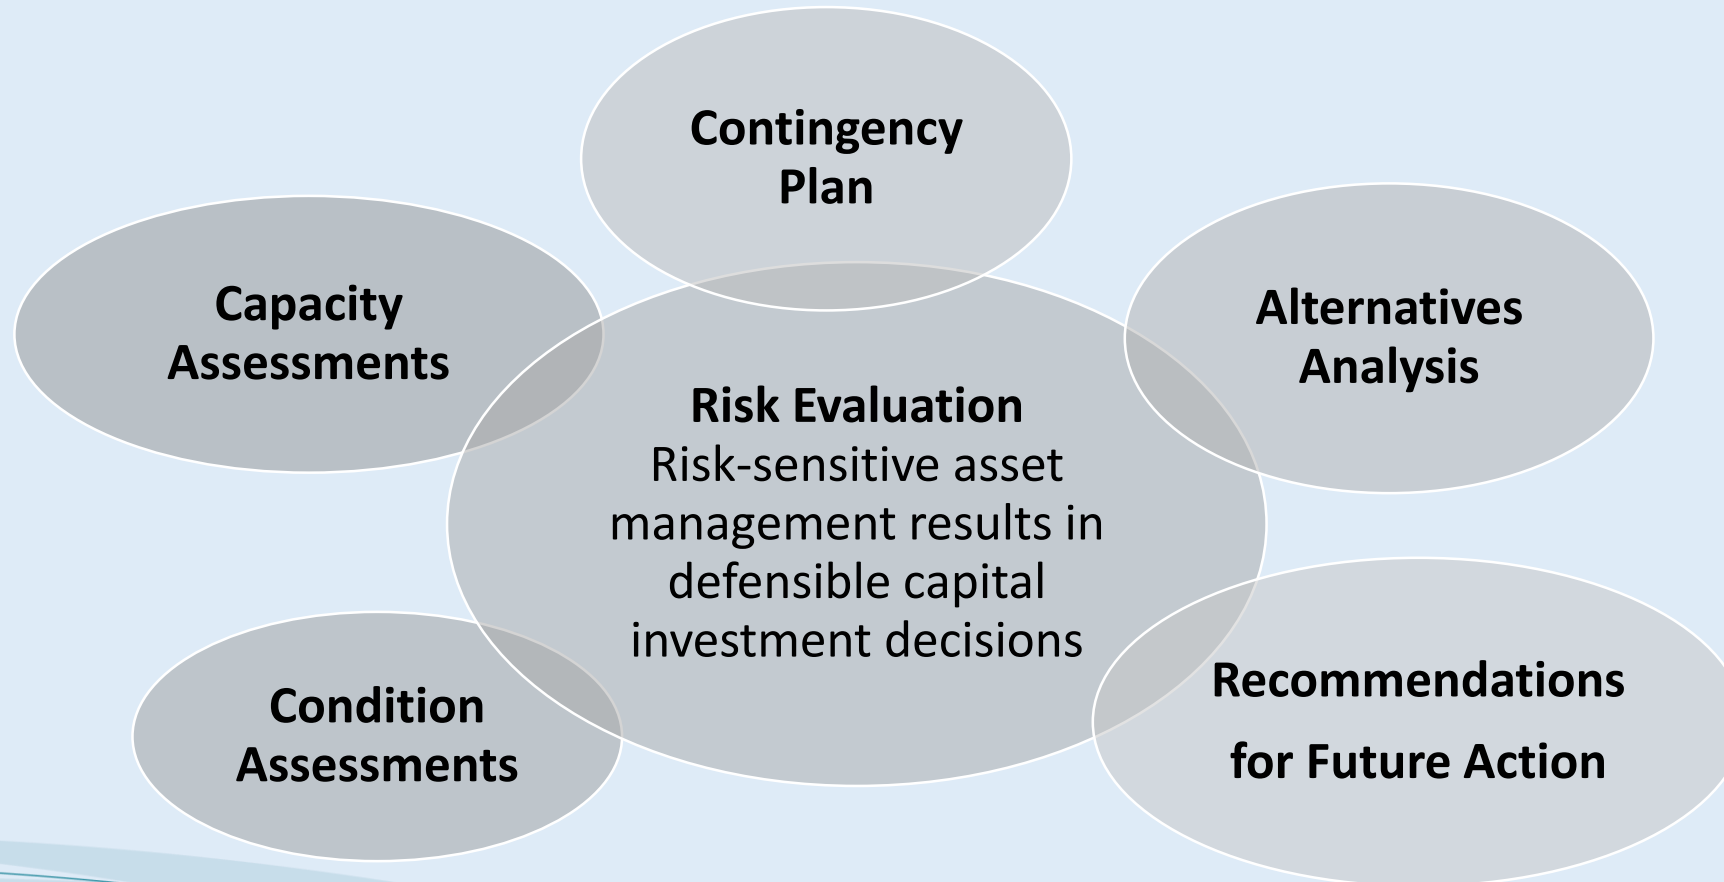 Contingency
Plan
Capacity
Assessments
Alternatives
Analysis
Risk Evaluation
Risk-sensitive asset
management results in
defensible capital
investment decisions
Condition
Assessments
Recommendations
for Future Action